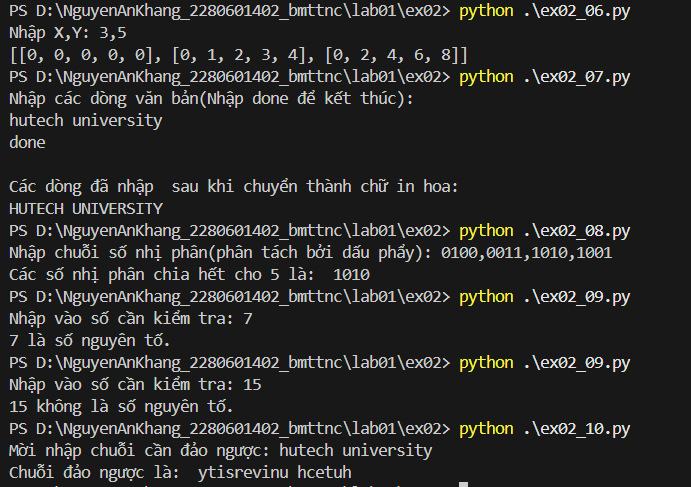 PS D:\NguyenAnKhang_2280601402_bmttnc\lab01\ex02> python .\ex02_06.py
Nhập X,Y: 3,5
[[0, 0, 0, 0, 0], [0, 1, 2, 3, 4], [0, 2, 4, 6, 8]]
PS D:\NguyenAnKhang_2280601402_bmttnc\lab01\ex02> python .\ex02_07.py
Nhập các dòng văn bản(Nhập done để kết thúc):
hutech university
done
Các dòng đã nhập  sau khi chuyển thành chữ in hoa:
HUTECH UNIVERSITY
PS D:\NguyenAnKhang_2280601402_bmttnc\lab01\ex02> python .\ex02_08.py
Nhập chuỗi số nhị phân(phân tách bởi dấu phẩy): 0100,0011,1010,1001
Các số nhị phân chia hết cho 5 là:  1010
PS D:\NguyenAnKhang_2280601402_bmttnc\lab01\ex02> python .\ex02_09.py
Nhập vào số cần kiểm tra: 7
7 là số nguyên tố.
PS D:\NguyenAnKhang_2280601402_bmttnc\lab01\ex02> python .\ex02_09.py
Nhập vào số cần kiểm tra: 15
15 không là số nguyên tố.
PS D:\NguyenAnKhang_2280601402_bmttnc\lab01\ex02> python .\ex02_10.py
Mời nhập chuỗi cần đảo ngược: hutech university
Chuỗi đảo ngược là:  ytisrevinu hcetuh